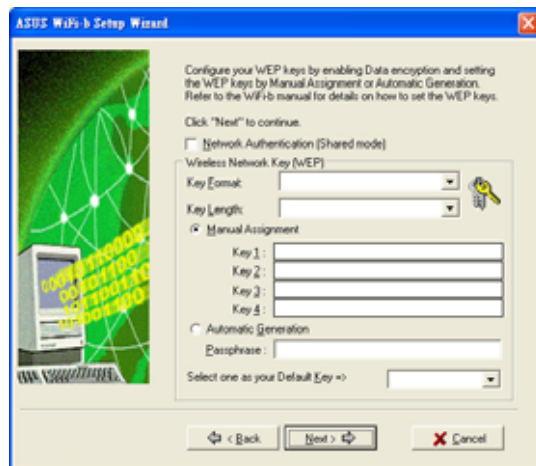 ASUS WiFi-b Setup Wizard
Configure your WEP keys by enabling Data encryption and setting
the WEP keys by Manual Assignment or Automatic Generation.
Refer to the WiFi-b manual for details on how to set the WEP keys.
Click "Next" to continue.
Network Authentication (Shared mode)
Wireless Network Key (WEP)
Key Format:
Key Length:
Manual Assignment
Key 1 :
Key 2 :
Key 3 :
Key 4 :
Automatic Generation
Passphrase :
Select one as your Default Key =>
< Back
Next >
Cancel